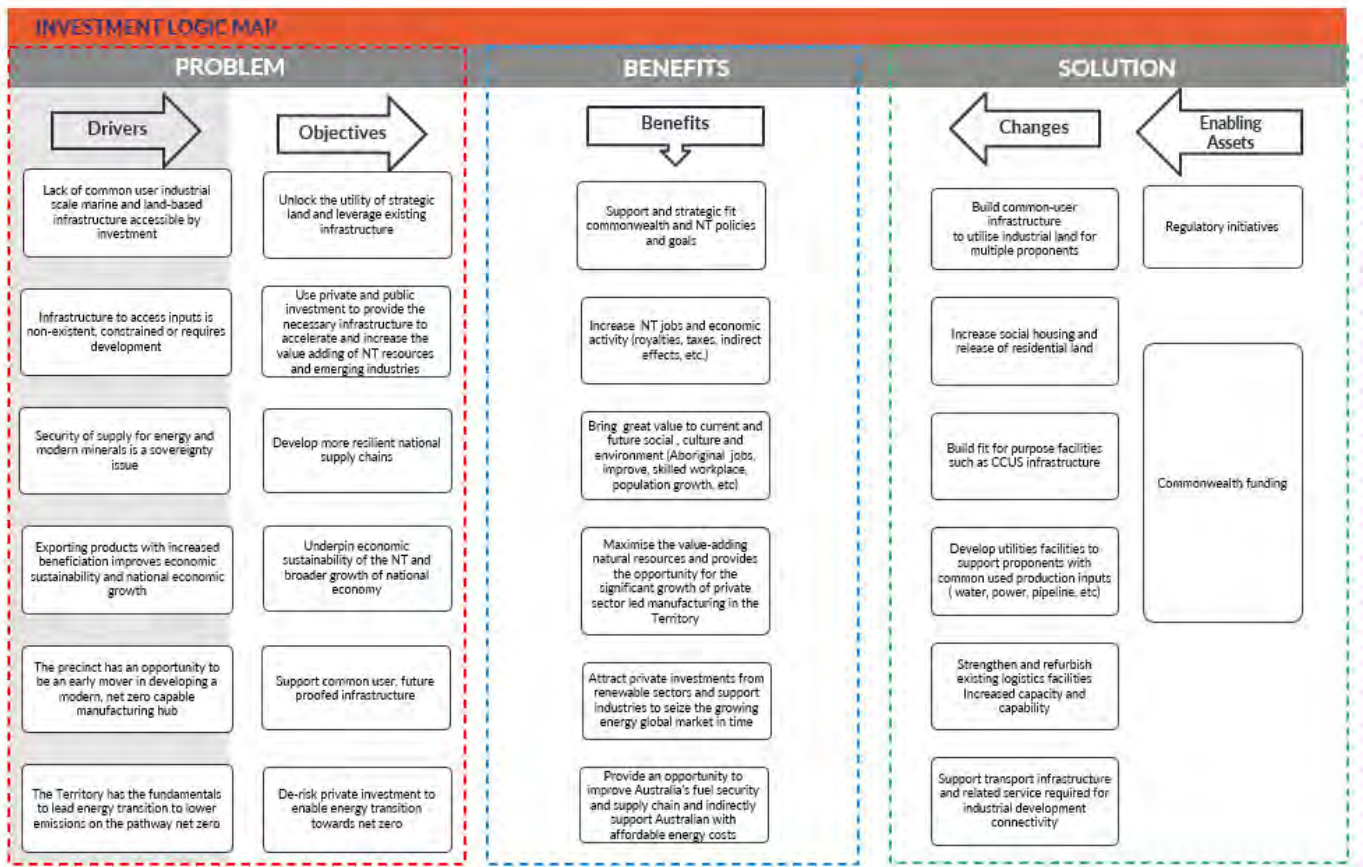 INVESTMENT LOGIC MAP
PROBLEM
BENEFITS
SOLUTION
Drivers
Objectives
Benefits
Changes
Enabling
Assets
Lack of common user industrial
scale marine and land-based
infrastructure accessible by
investment
Infrastructure to access inputs is
non-existent, constrained or requires
development
Security of supply for energy and
modern minerals is a sovereignty
issue
Exporting products with increased
beneficiation improves economic
sustainability and national economic
growth
The precinct has an opportunity to
be an early mover in developing a
modern, net zero capable
manufacturing hub
The Territory has the fundamentals
to lead energy transition to lower
emissions on the pathway net zero
Unlock the utility of strategic
land and leverage existing
infrastructure
Use private and public
investment to provide the
necessary infrastructure to
accelerate and increase the
value adding of NT resources
and emerging industries
Develop more resilient national
supply chains
Underpin economic
sustainability of the NT and
broader growth of national
economy
Support common user, future
proofed infrastructure
De-risk private investment to
enable energy transition
towards net zero
Support and strategic fit
commonwealth and NT policies
and goals
Increase NT jobs and economic
activity (royalties, taxes, indirect
effects, etc.)
Bring great value to current and
future social , culture and
environment (Aboriginal jobs,
improve, skilled workplace,
population growth, etc)
Maximise the value-adding
natural resources and provides
the opportunity for the
significant growth of private
sector led manufacturing in the
Territory
Attract private investments from
renewable sectors and support
industries to seize the growing
energy global market in time
Provide an opportunity to
improve Australia's fuel security
and supply chain and indirectly
support Australian with
affordable energy costs
Build common-user
infrastructure
to utilise industrial land for
multiple proponents
Increase social housing and
release of residential land
Build fit for purpose facilities
such as CCUS infrastructure
Develop utilities facilities to
support proponents with
common used production inputs
( water, power, pipeline, etc)
Strengthen and refurbish
existing logistics facilities
Increased capacity and
capability
Support transport infrastructure
and related service required for
industrial development
connectivity
Regulatory initiatives
Commonwealth funding